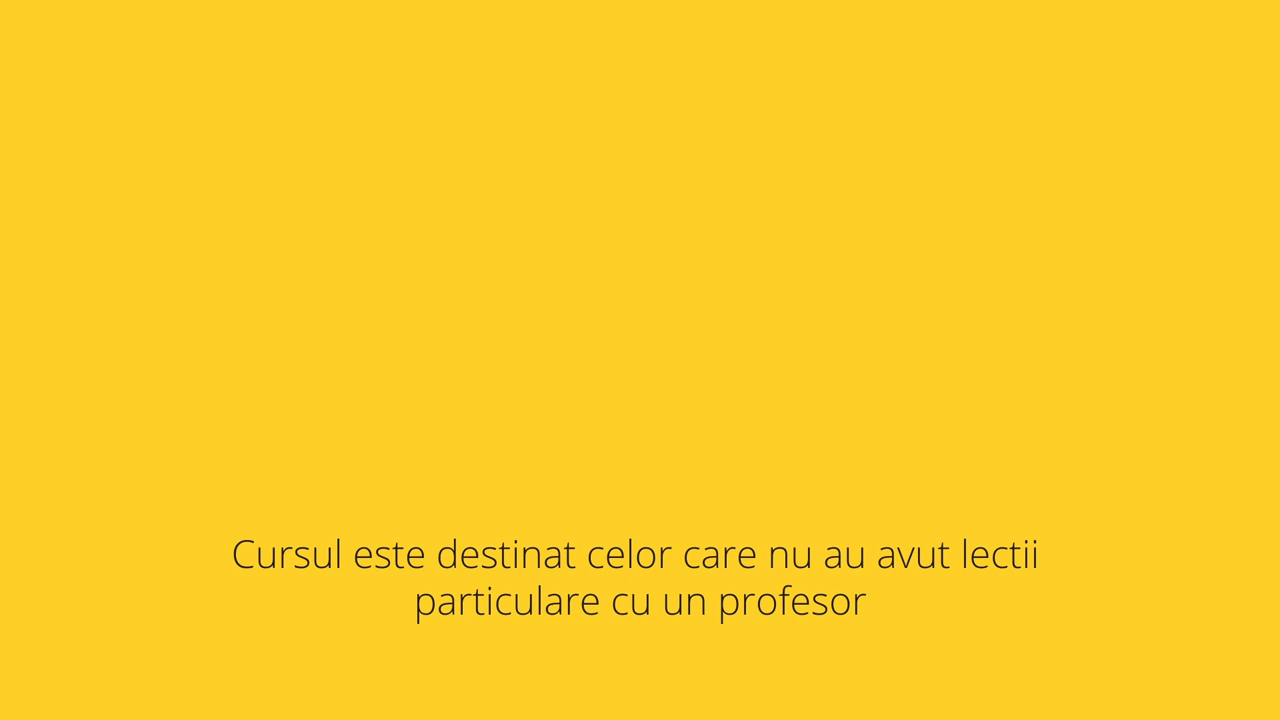 Cursul este destinat celor care nu au avut lectii
particulare cu un profesor